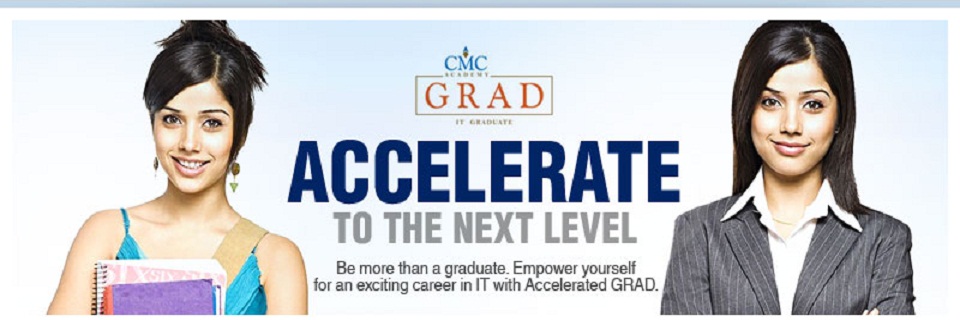 CMC
ACADEMY
GRAD
IT GRADUATE
ACCELERATE
TO THE NEXT LEVEL
Be more than a graduate. Empower yourself
for an exciting career in IT with Accelerated GRAD.